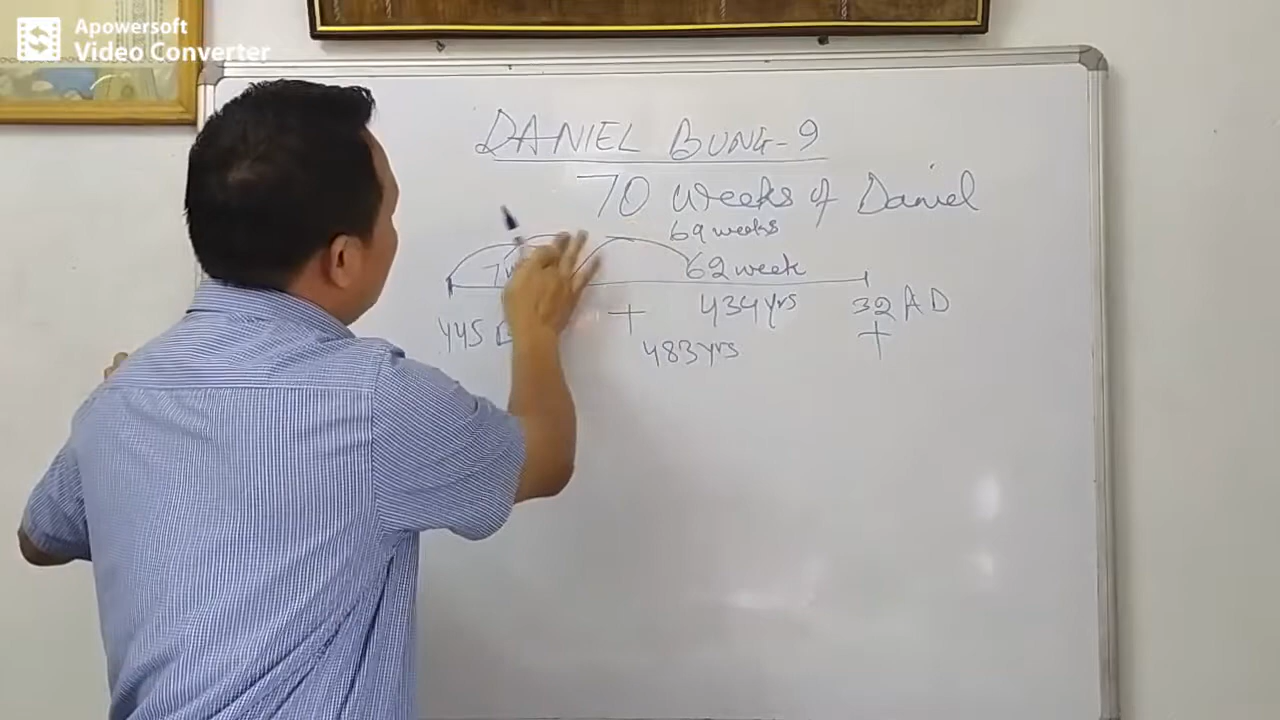 Apowersoft
Video Converter
DANIEL BUNG-9
70 weeks of Daniel
69 weeks
62 week
445
+
434 yrs
32 AD
483 yrs
+